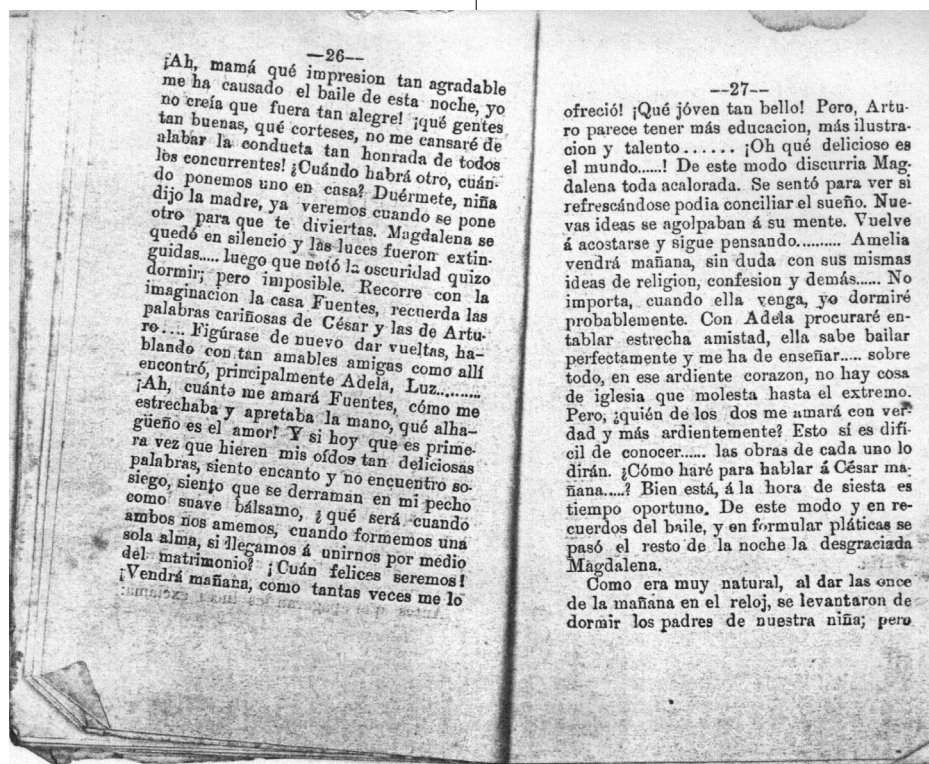 —26—
¡Ah, mamá qué impresion tan agradable
me ha causado el baile de esta noche, yo
no creía que fuera tan alegre! ¡qué gentes
tan buenas, qué corteses, no me cansaré de
alabar la conducta tan honrada de todos
los concurrentes! ¿Cuándo habrá otro, cuán-
do ponemos uno en casa? Duérmete, niña
dijo la madre, ya veremos cuando se pone
otro para que te diviertas. Magdalena se
quedó en silencio y las luces fueron extin-
guidas..... luego que notó la oscuridad quizo
dormir; pero imposible. Recorre con la
imaginacion la casa Fuentes, recuerda las
palabras cariñosas de César y las de Artu-
ro..... Figúrase de nuevo dar vueltas, ha-
blando con tan amables amigas como allí
encontró, principalmente Adela, Luz.........
¡Ah, cuánto me amará Fuentes, cómo me
estrechaba y apretaba la mano, qué alha-
güeño es el amor! Y si hoy que es prime-
ra vez que hieren mis oídos tan deliciosas
palabras, siento encanto y no encuentro so-
siego, siento que se derraman en mi pecho
como suave bálsamo, ¿qué será cuando
ambos nos amemos, cuando formemos una
sola alma, si llegamos á unirnos por medio
del matrimonio? ¡Cuán felices seremos!
¡Vendrá mañana, como tantas veces me lo
--27--
ofreció! ¡Qué jóven tan bello! Pero, Artu-
ro parece tener más educacion, más ilustra-
cion y talento...... ¡Oh qué delicioso es
el mundo......! De este modo discurria Mag-
dalena toda acalorada. Se sentó para ver si
refrescándose podia conciliar el sueño. Nue-
vas ideas se agolpaban á su mente. Vuelve
á acostarse y sigue pensando.......... Amelia
vendrá mañana, sin duda con sus mismas
ideas de religion, confesion y demás...... No
importa, cuando ella venga, yo dormiré
probablemente. Con Adela procuraré en-
tablar estrecha amistad, ella sabe bailar
perfectamente y me ha de enseñar..... sobre
todo, en ese ardiente corazon, no hay cosa
de iglesia que molesta hasta el extremo.
Pero, ¿quién de los dos me amará con ver-
dad y más ardientemente? Esto sí es difí-
cil de conocer...... las obras de cada uno lo
dirán. ¿Cómo haré para hablar á César ma-
ñana.....? Bien está, á la hora de siesta es
tiempo oportuno. De este modo y en re-
cuerdos del baile, y en formular pláticas se
pasó el resto de la noche la desgraciada
Magdalena.
Como era muy natural, al dar las once
de la mañana en el reloj, se levantaron de
dormir los padres de nuestra niña; pero